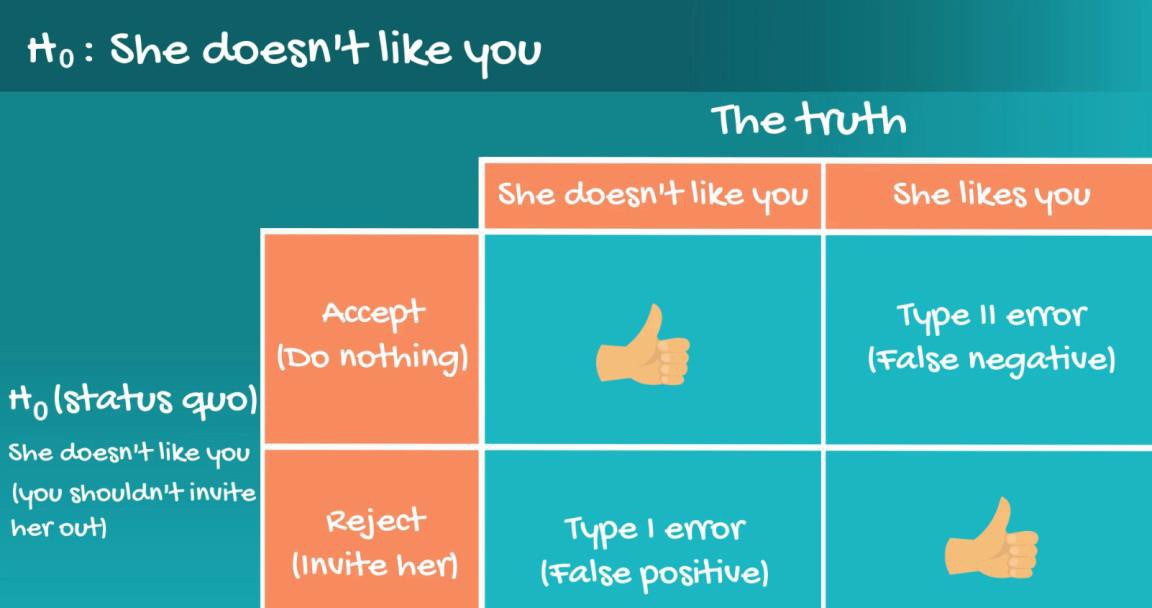 H₀ : She doesn't like you
The truth
She doesn't like you
She likes you
Accept
(Do nothing)
Type II error
(False negative)
H₀ (status quo)
She doesn't like you
(you shouldn't invite
her out)
Reject
(Invite her)
Type I error
(False positive)